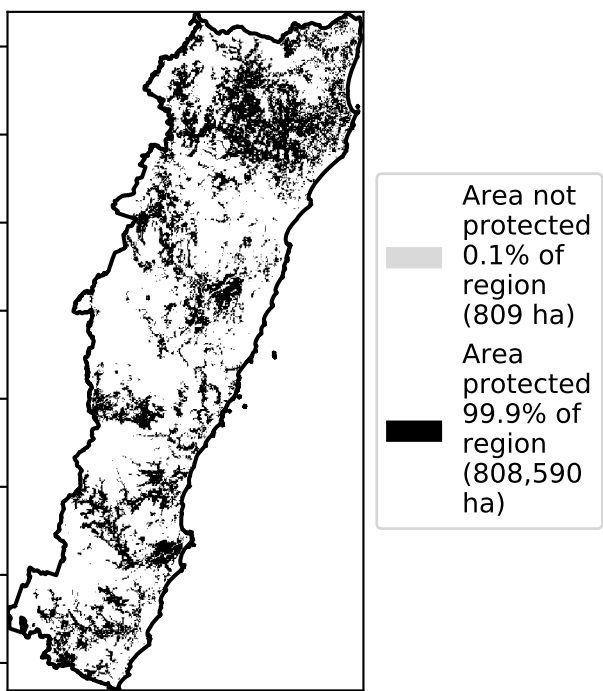 Area not
protected
0.1% of
region
(809 ha)
Area
protected
99.9% of
region
(808,590
ha)